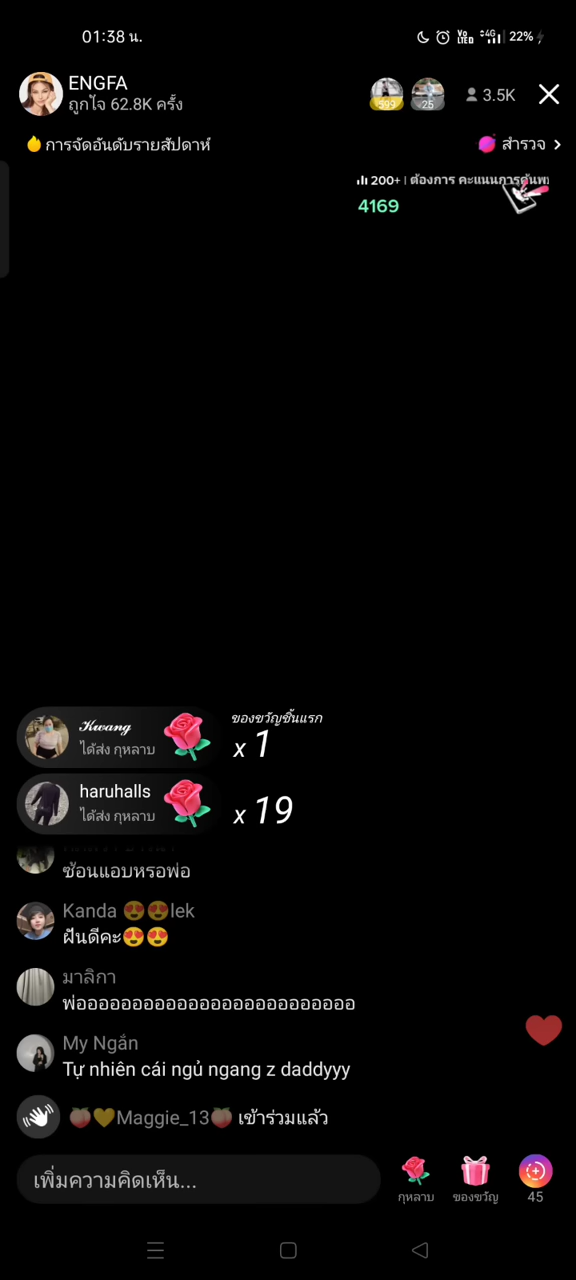 01:38 น.
Vo LTED 4G 22%
ENGFA
ถูกใจ 62.8K ครั้ง
599
25
3.5K
การจัดอันดับรายสัปดาห์
สำรวจ
200+ | ต้องการ คะแนนการค้นพบ
4169
Kwang
ได้ส่ง กุหลาบ
ของขวัญชิ้นแรก
x 1
haruhalls
ได้ส่ง กุหลาบ
x 19
ซ้อนแอบหรอพ่อ
Kanda 😍😍lek
ฝันดีคะ😍😍
มาลิกา
พ่ออออออออออออออออออออออออออ
My Ngắn
Tự nhiên cái ngủ ngang z daddyyy
🍑💛Maggie_13🍑 เข้าร่วมแล้ว
เพิ่มความคิดเห็น...
กุหลาบ
ของขวัญ
45